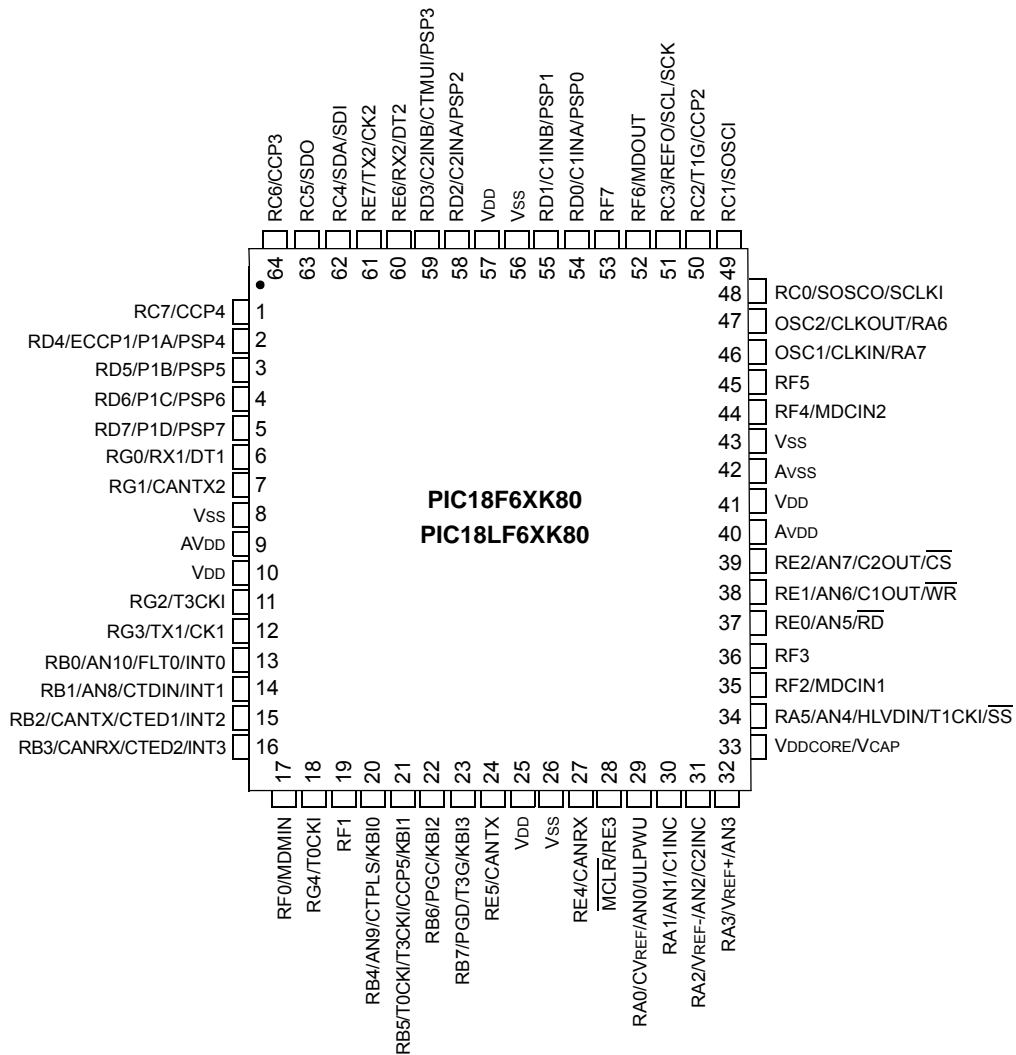 RC6/CCP3
RC5/SDO
RC4/SDA/SDI
RE7/TX2/CK2
RE6/RX2/DT2
RD3/C2INB/CTMUI/PSP3
RD2/C2INA/PSP2
VDD
VSS
RD1/C1INB/PSP1
RD0/C1INA/PSP0
RF7
RF6/MDOUT
RC3/REFO/SCL/SCK
RC2/T1G/CCP2
RC1/SOSCI
64
63
62
61
60
59
58
57
56
55
54
53
52
51
50
49
RC7/CCP4 1
RD4/ECCP1/P1A/PSP4 2
RD5/P1B/PSP5 3
RD6/P1C/PSP6 4
RD7/P1D/PSP7 5
RG0/RX1/DT1 6
RG1/CANTX2 7
VSS 8
AVDD 9
VDD 10
RG2/T3CKI 11
RG3/TX1/CK1 12
RB0/AN10/FLT0/INT0 13
RB1/AN8/CTDIN/INT1 14
RB2/CANTX/CTED1/INT2 15
RB3/CANRX/CTED2/INT3 16
PIC18F6XK80
PIC18LF6XK80
48 RC0/SOSCO/SCLKI
47 OSC2/CLKOUT/RA6
46 OSC1/CLKIN/RA7
45 RF5
44 RF4/MDCIN2
43 VSS
42 AVSS
41 VDD
40 AVDD
39 RE2/AN7/C2OUT/CS
38 RE1/AN6/C1OUT/WR
37 RE0/AN5/RD
36 RF3
35 RF2/MDCIN1
34 RA5/AN4/HLVDIN/T1CKI/SS
33 VDDCORE/VCAP
17
18
19
20
21
22
23
24
25
26
27
28
29
30
31
32
RF0/MDMIN
RG4/T0CKI
RF1
RB4/AN9/CTPLS/KBI0
RB5/T0CKI/T3CKI/CCP5/KBI1
RB6/PGC/KBI2
RB7/PGD/T3G/KBI3
RE5/CANTX
VDD
VSS
RE4/CANRX
MCLR/RE3
RA0/CVREF/AN0/ULPWU
RA1/AN1/C1INC
RA2/VREF-/AN2/C2INC
RA3/VREF+/AN3